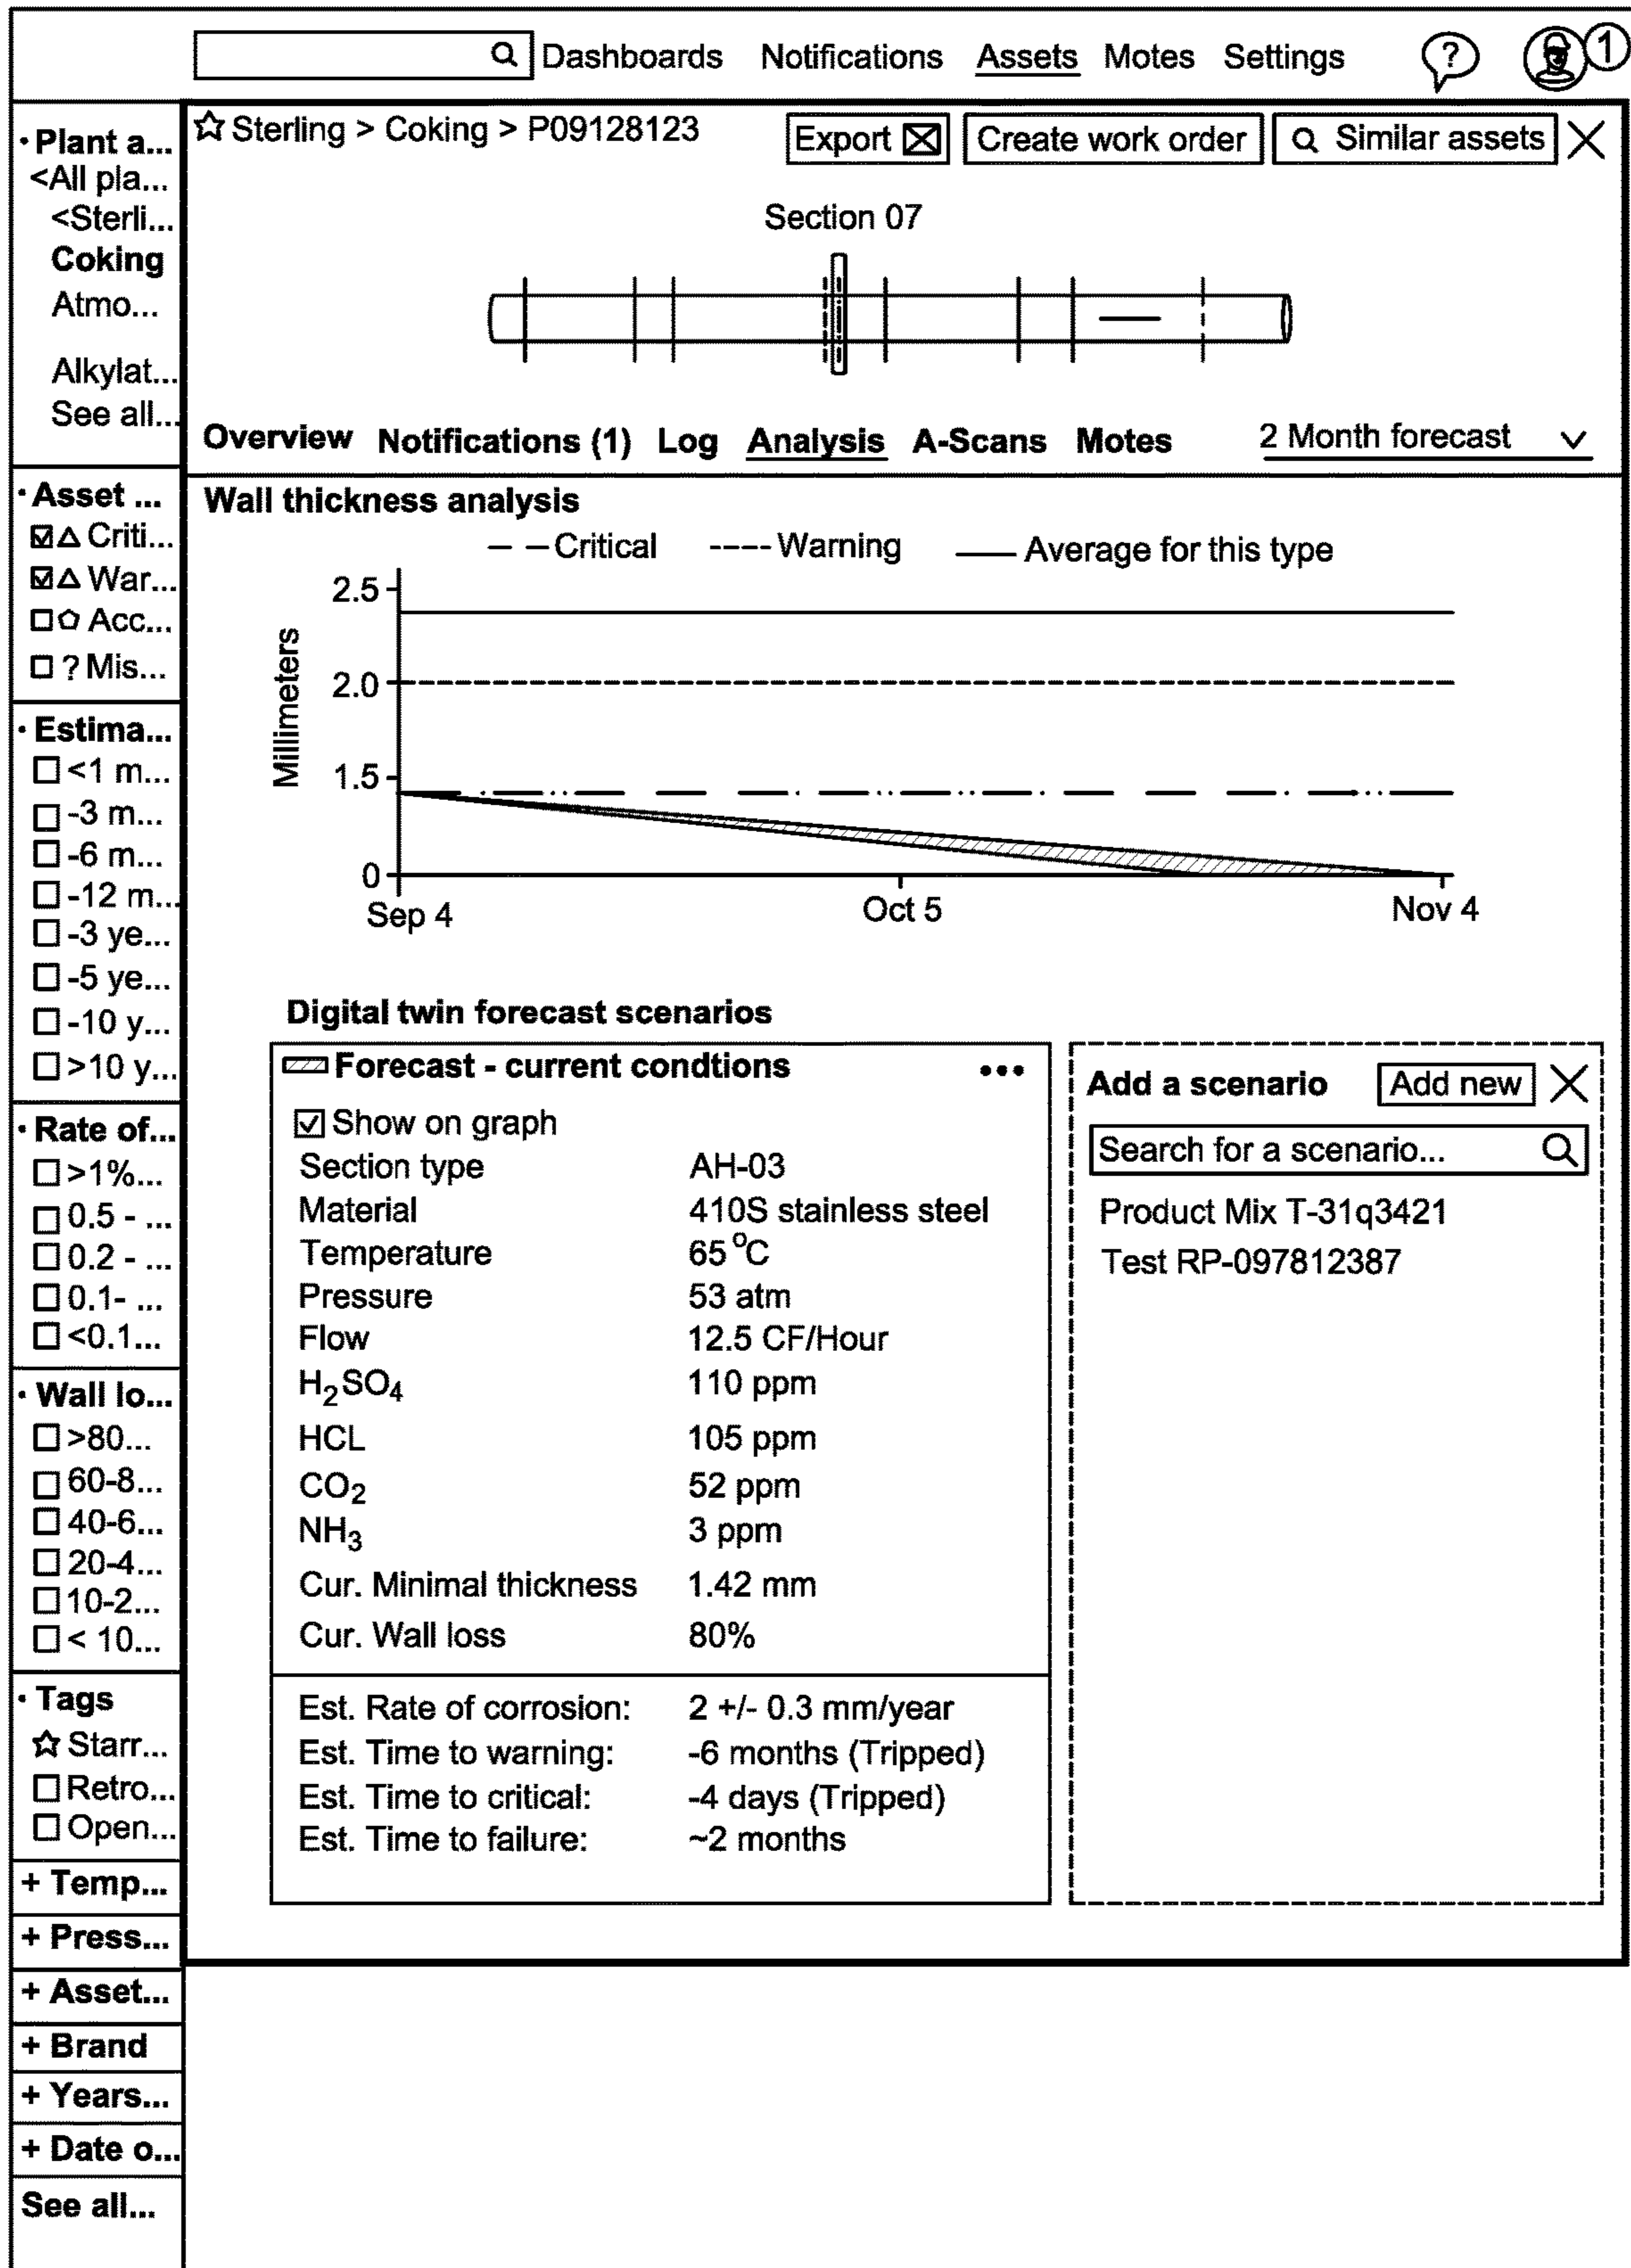 Dashboards Notifications Assets Motes Settings ? 1
· Plant a...
<All pla...
<Sterli...
Coking
Atmo...
Alkylat...
See all...
· Asset ...
Criti...
War...
Acc...
? Mis...
· Estima...
<1 m...
-3 m...
-6 m...
-12 m...
-3 ye...
-5 ye...
-10 y...
>10 y...
· Rate of...
>1%...
0.5 - ...
0.2 - ...
0.1- ...
<0.1...
· Wall lo...
>80...
60-8...
40-6...
20-4...
10-2...
< 10...
· Tags
Starr...
Retro...
Open...
+ Temp...
+ Press...
+ Asset...
+ Brand
+ Years...
+ Date o...
See all...
Sterling > Coking > P09128123 Export Create work order Similar assets
Section 07
Overview Notifications (1) Log Analysis A-Scans Motes 2 Month forecast
Wall thickness analysis
Critical Warning Average for this type
Millimeters
2.5
2.0
1.5
0
Sep 4 Oct 5 Nov 4
Digital twin forecast scenarios
Forecast - current condtions ...
Show on graph
Section type AH-03
Material 410S stainless steel
Temperature 65 °C
Pressure 53 atm
Flow 12.5 CF/Hour
H₂SO₄ 110 ppm
HCL 105 ppm
CO₂ 52 ppm
NH₃ 3 ppm
Cur. Minimal thickness 1.42 mm
Cur. Wall loss 80%
Est. Rate of corrosion: 2 +/- 0.3 mm/year
Est. Time to warning: -6 months (Tripped)
Est. Time to critical: -4 days (Tripped)
Est. Time to failure: ~2 months
Add a scenario Add new
Search for a scenario...
Product Mix T-31q3421
Test RP-097812387